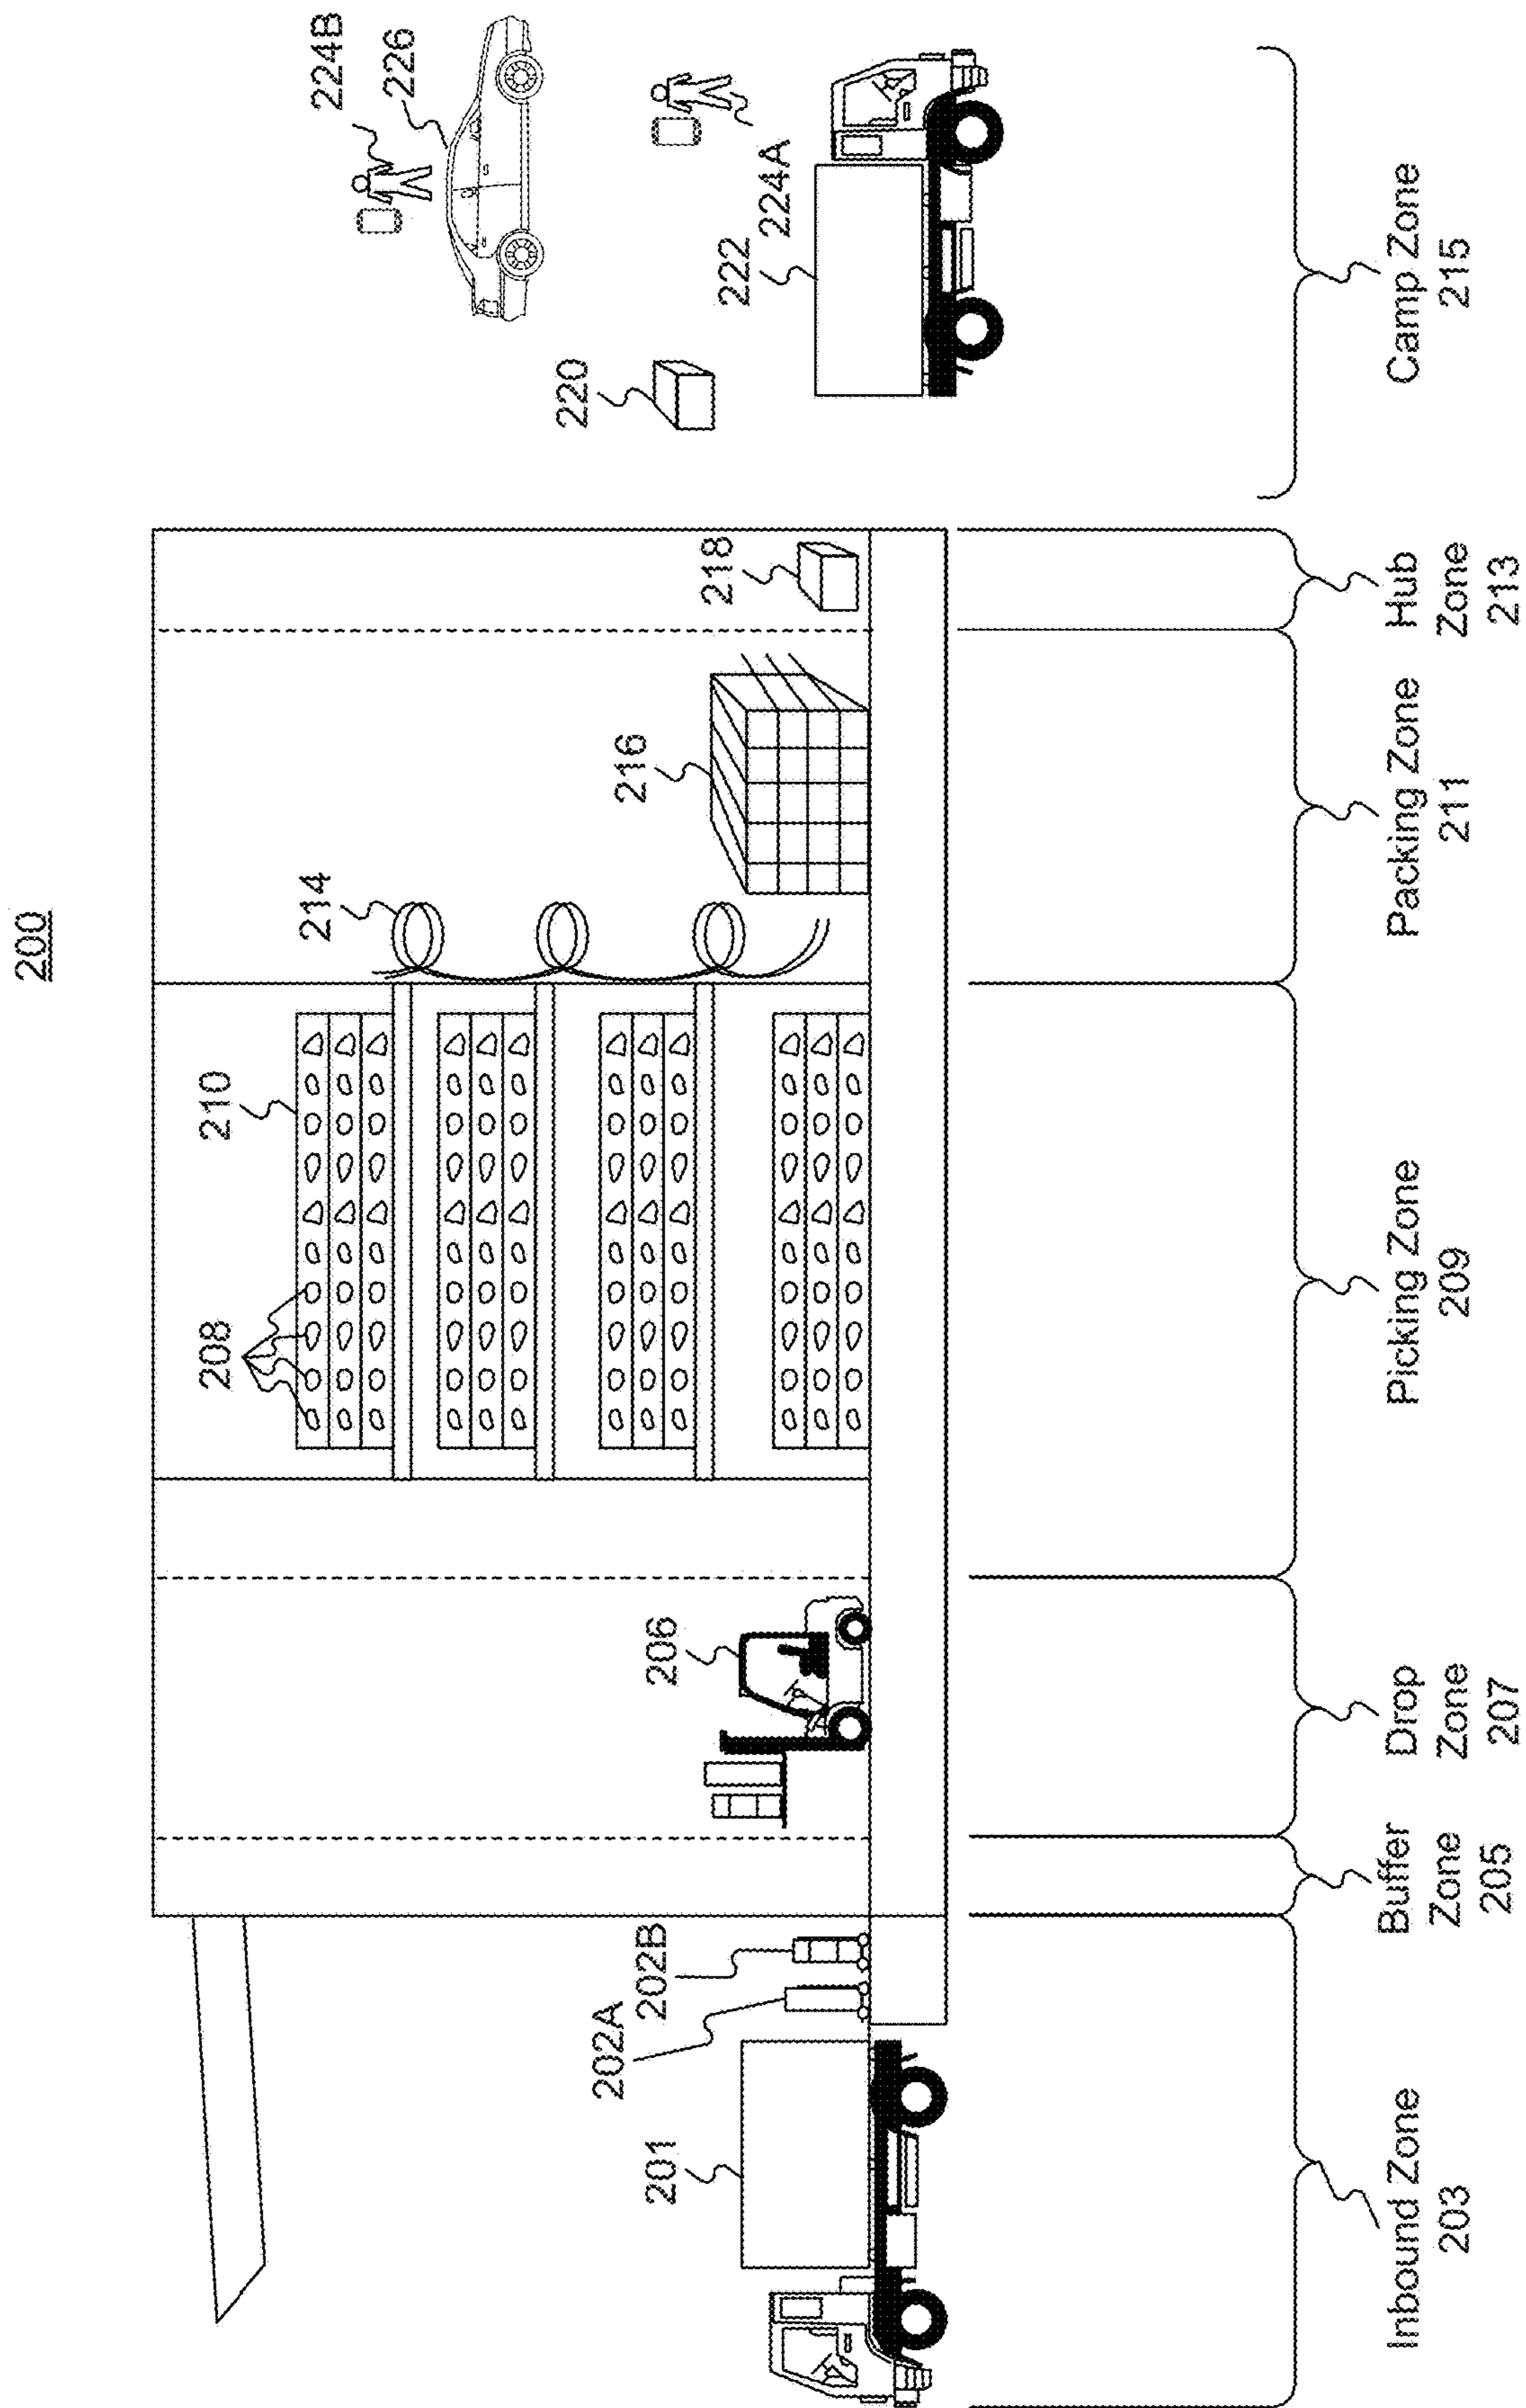 200
201
202A
202B
206
208
210
214
216
218
220
222
224A
224B
226
Inbound Zone
203
Buffer
Zone
205
Drop
Zone
207
Picking Zone
209
Packing Zone
211
Hub
Zone
213
Camp Zone
215